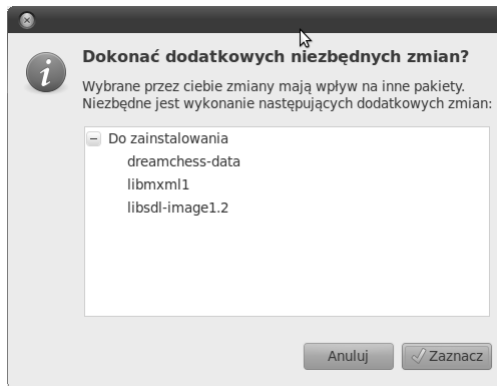 Dokonać dodatkowych niezbędnych zmian?
Wybrane przez ciebie zmiany mają wpływ na inne pakiety.
Niezbędne jest wykonanie następujących dodatkowych zmian:
Do zainstalowania
dreamchess-data
libmxml1
libsdl-image1.2
Anuluj
Zaznacz